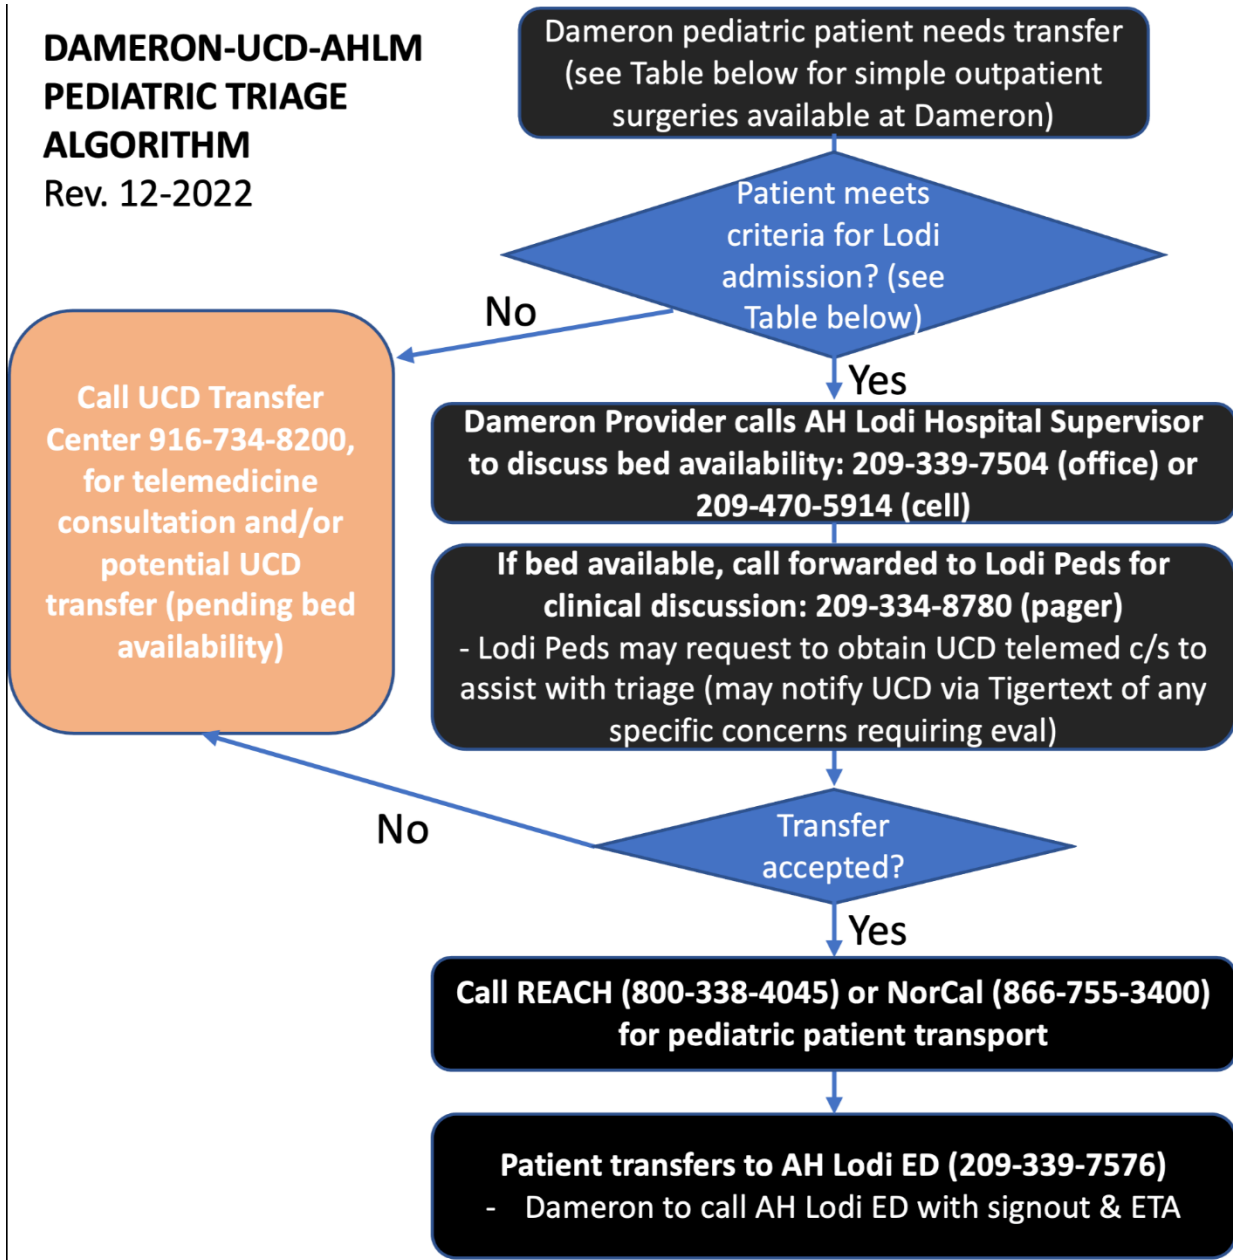 DAMERON-UCD-AHLM
PEDIATRIC TRIAGE
ALGORITHM
Rev. 12-2022
Dameron pediatric patient needs transfer
(see Table below for simple outpatient
surgeries available at Dameron)
Patient meets
criteria for Lodi
admission? (see
Table below)
No
Yes
Call UCD Transfer
Center 916-734-8200,
for telemedicine
consultation and/or
potential UCD
transfer (pending bed
availability)
Dameron Provider calls AH Lodi Hospital Supervisor
to discuss bed availability: 209-339-7504 (office) or
209-470-5914 (cell)
If bed available, call forwarded to Lodi Peds for
clinical discussion: 209-334-8780 (pager)
- Lodi Peds may request to obtain UCD telemed c/s to
assist with triage (may notify UCD via Tigertext of any
specific concerns requiring eval)
Transfer
accepted?
No
Yes
Call REACH (800-338-4045) or NorCal (866-755-3400)
for pediatric patient transport
Patient transfers to AH Lodi ED (209-339-7576)
- Dameron to call AH Lodi ED with signout & ETA